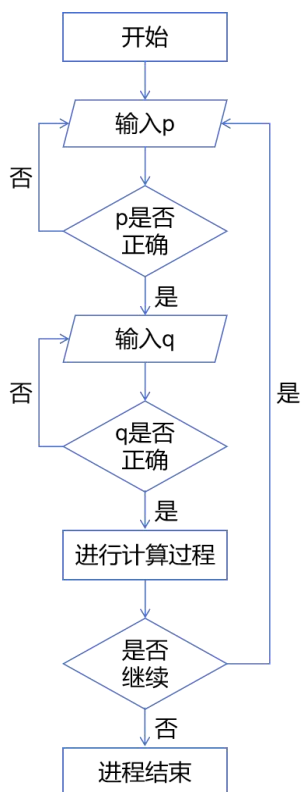 开始
输入p
否
p是否
正确
是
输入q
否
是
q是否
正确
是
进行计算过程
是否
继续
否
进程结束